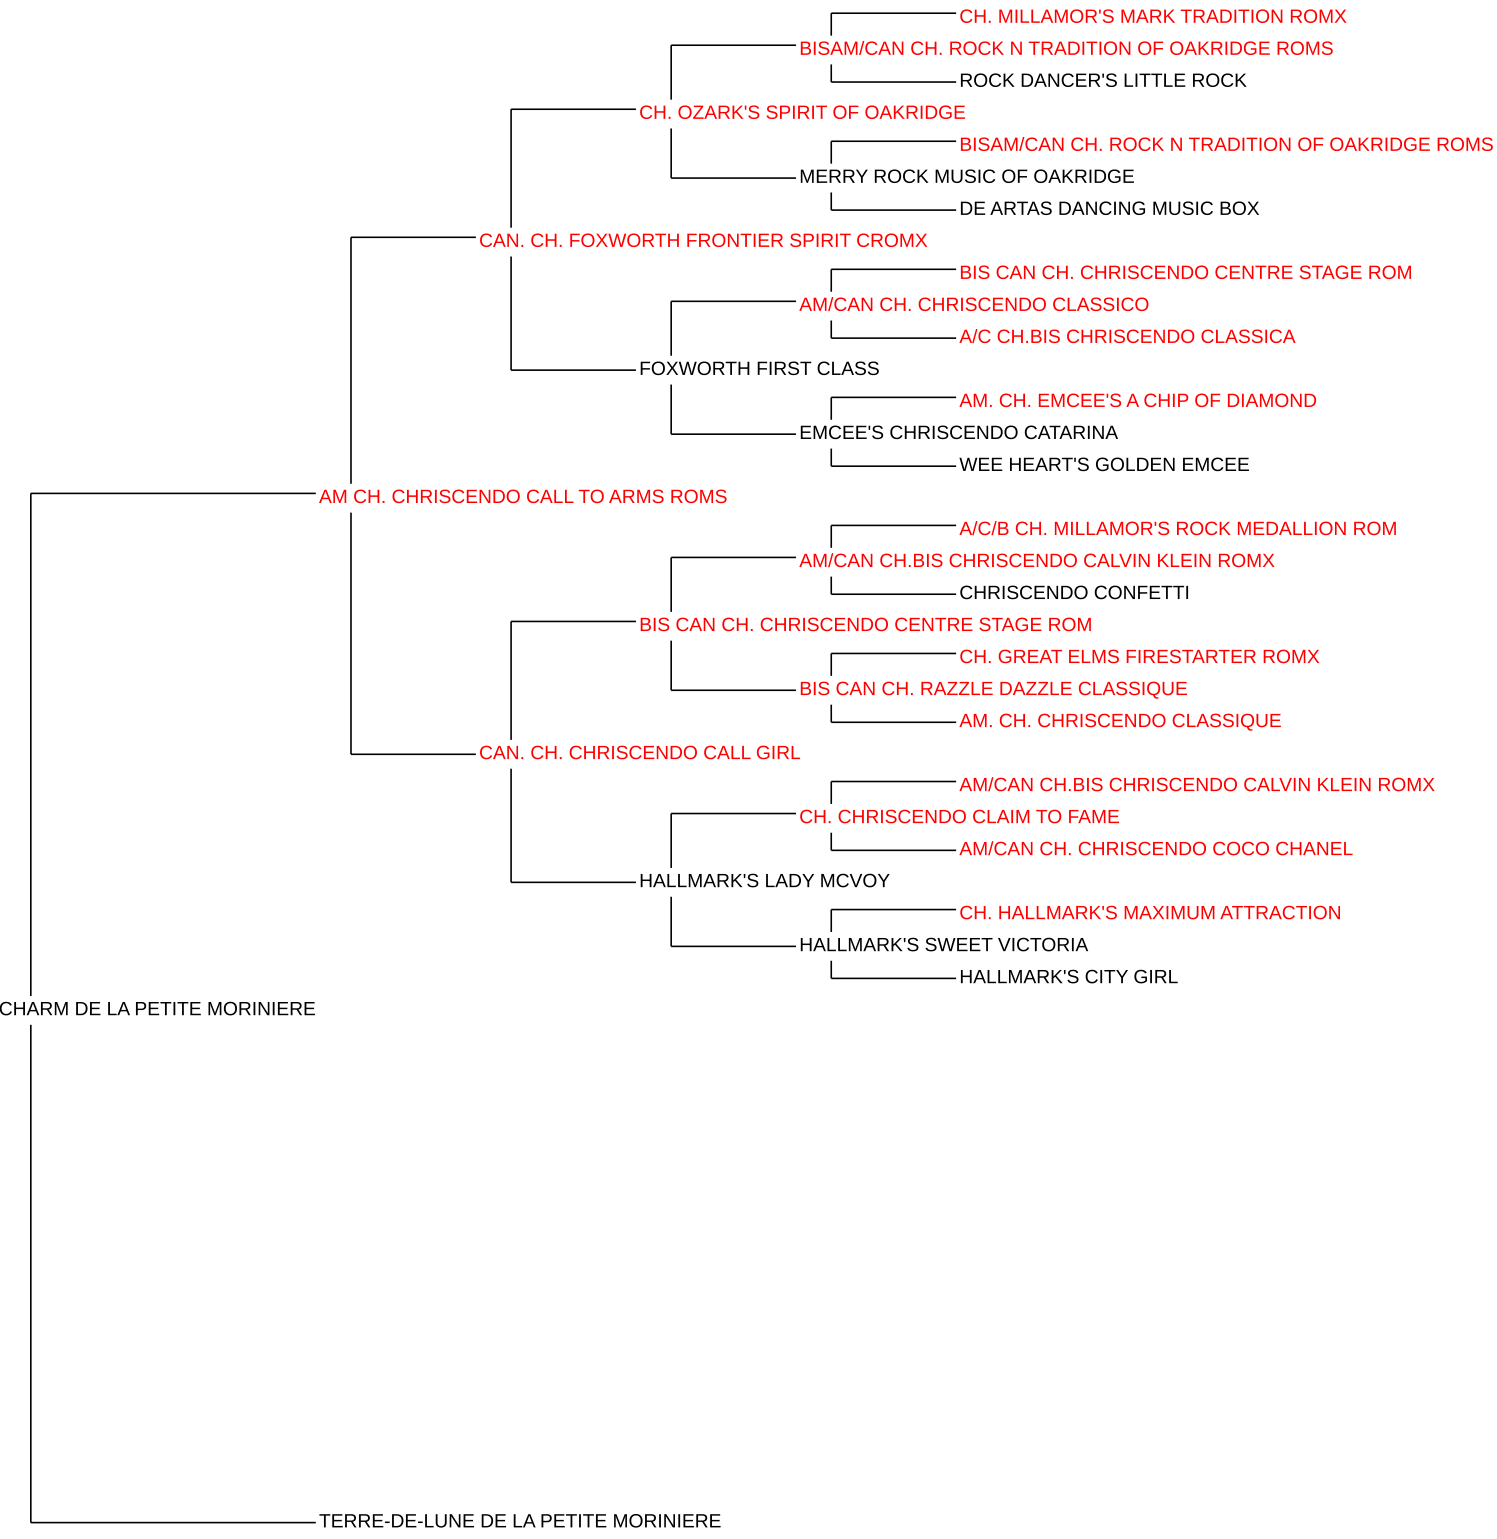 CH. MILLAMOR'S MARK TRADITION ROMX
BISAM/CAN CH. ROCK N TRADITION OF OAKRIDGE ROMS
ROCK DANCER'S LITTLE ROCK
CH. OZARK'S SPIRIT OF OAKRIDGE
BISAM/CAN CH. ROCK N TRADITION OF OAKRIDGE ROMS
MERRY ROCK MUSIC OF OAKRIDGE
DE ARTAS DANCING MUSIC BOX
CAN. CH. FOXWORTH FRONTIER SPIRIT CROMX
BIS CAN CH. CHRISCENDO CENTRE STAGE ROM
AM/CAN CH. CHRISCENDO CLASSICO
A/C CH.BIS CHRISCENDO CLASSICA
FOXWORTH FIRST CLASS
AM. CH. EMCEE'S A CHIP OF DIAMOND
EMCEE'S CHRISCENDO CATARINA
WEE HEART'S GOLDEN EMCEE
AM CH. CHRISCENDO CALL TO ARMS ROMS
A/C/B CH. MILLAMOR'S ROCK MEDALLION ROM
AM/CAN CH.BIS CHRISCENDO CALVIN KLEIN ROMX
CHRISCENDO CONFETTI
BIS CAN CH. CHRISCENDO CENTRE STAGE ROM
CH. GREAT ELMS FIRESTARTER ROMX
BIS CAN CH. RAZZLE DAZZLE CLASSIQUE
AM. CH. CHRISCENDO CLASSIQUE
CAN. CH. CHRISCENDO CALL GIRL
AM/CAN CH.BIS CHRISCENDO CALVIN KLEIN ROMX
CH. CHRISCENDO CLAIM TO FAME
AM/CAN CH. CHRISCENDO COCO CHANEL
HALLMARK'S LADY MCVOY
CH. HALLMARK'S MAXIMUM ATTRACTION
HALLMARK'S SWEET VICTORIA
HALLMARK'S CITY GIRL
CHARM DE LA PETITE MORINIERE
TERRE-DE-LUNE DE LA PETITE MORINIERE